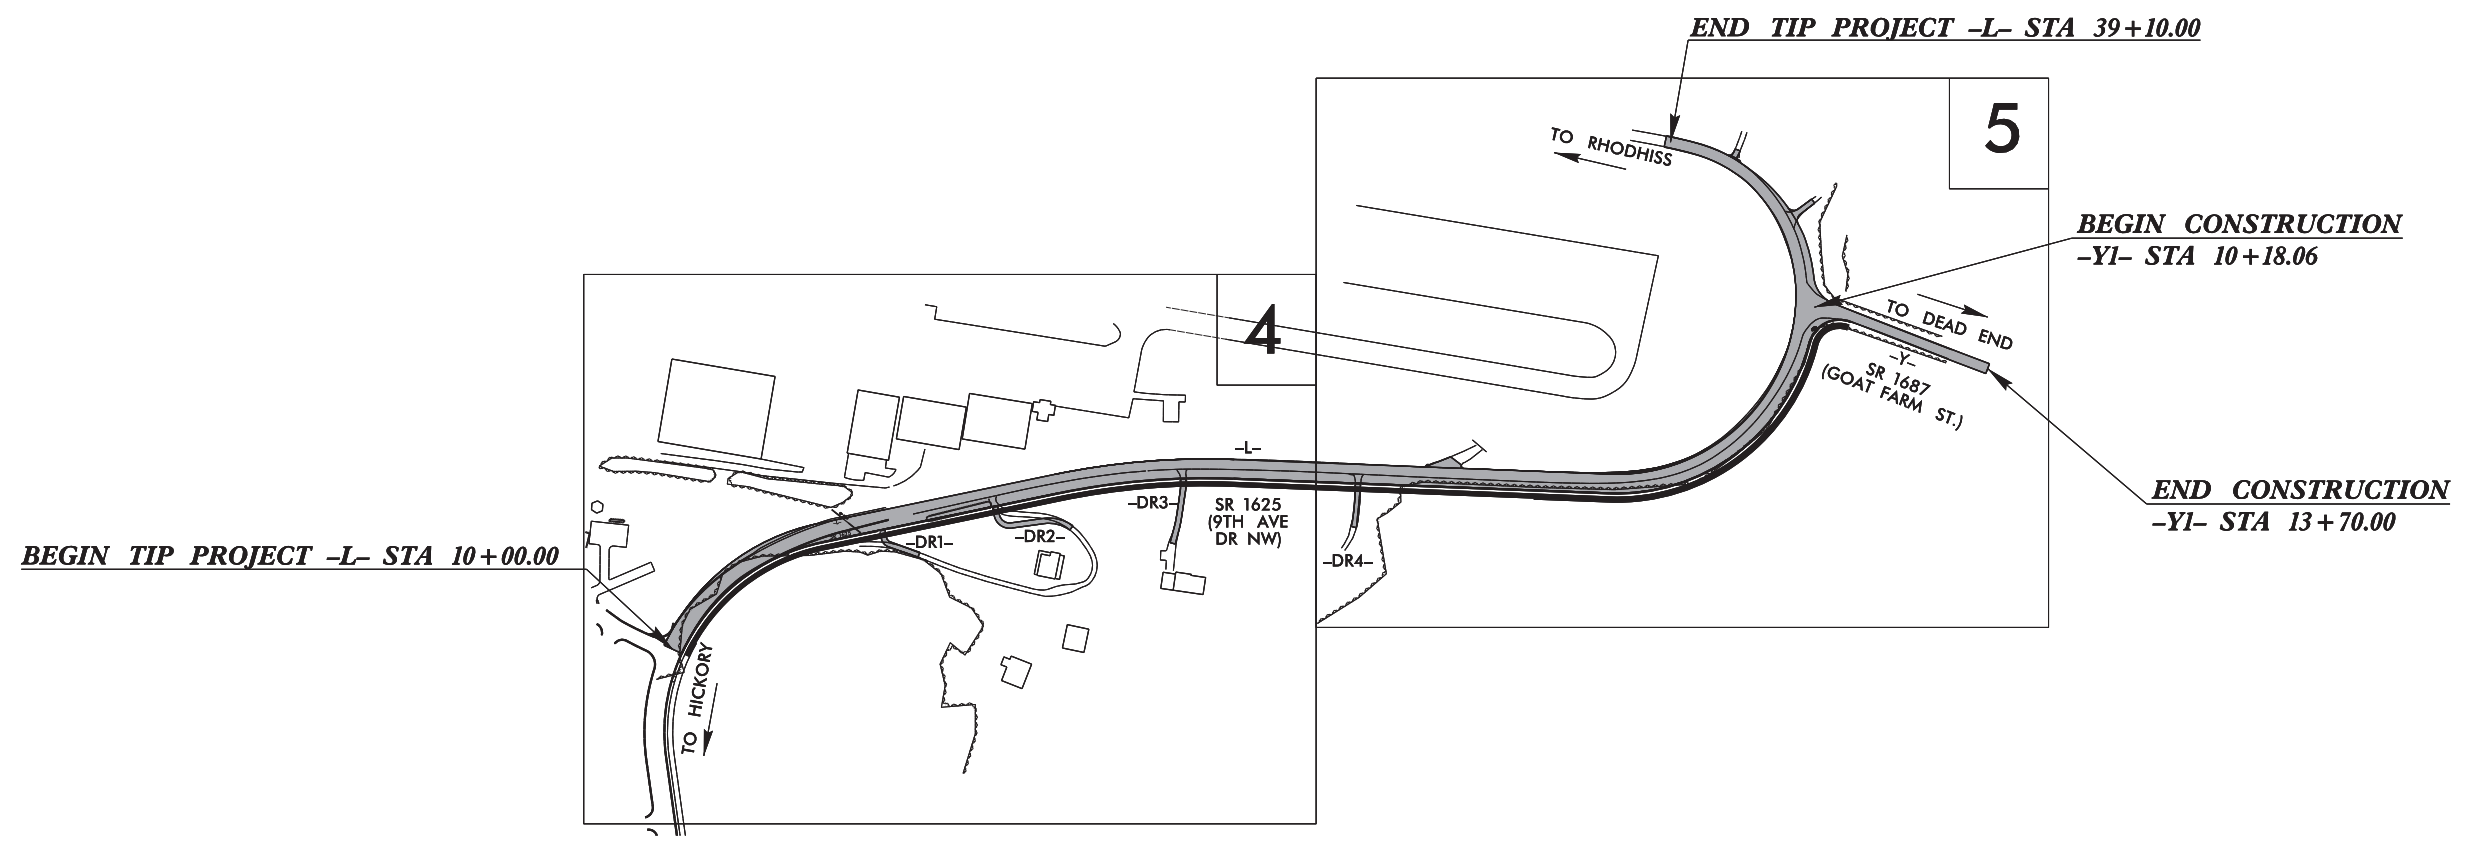 END TIP PROJECT –L– STA 39+10.00
5
TO RHODHISS
BEGIN CONSTRUCTION
–Y1– STA 10+18.06
TO DEAD END
4
–Y–
SR 1687
(GOAT FARM ST.)
–L–
END CONSTRUCTION
–Y1– STA 13+70.00
–DR3–
SR 1625
(9TH AVE
DR NW)
–DR1–
–DR2–
–DR4–
BEGIN TIP PROJECT –L– STA 10+00.00
TO HICKORY